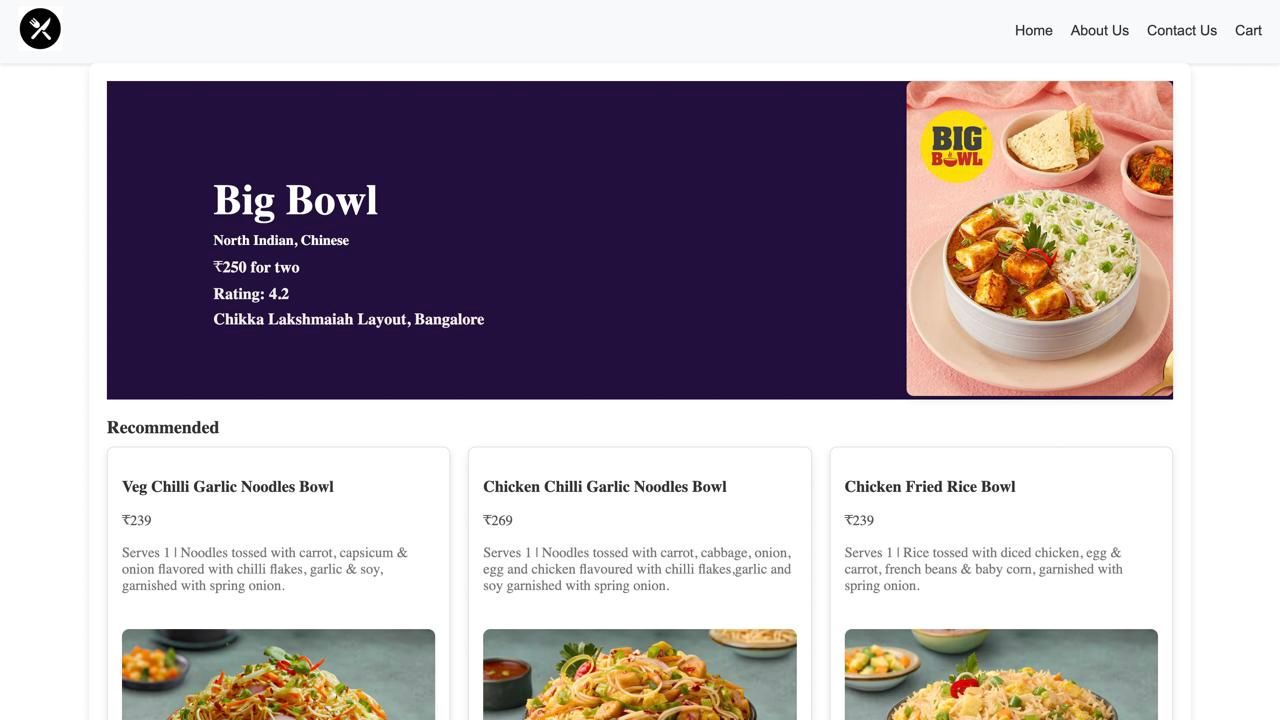 Home About Us Contact Us Cart
BIG
BOWL
Big Bowl
North Indian, Chinese
₹250 for two
Rating: 4.2
Chikka Lakshmaiah Layout, Bangalore
Recommended
Veg Chilli Garlic Noodles Bowl
₹239
Serves 1 | Noodles tossed with carrot, capsicum &
onion flavored with chilli flakes, garlic & soy,
garnished with spring onion.
Chicken Chilli Garlic Noodles Bowl
₹269
Serves 1 | Noodles tossed with carrot, cabbage, onion,
egg and chicken flavoured with chilli flakes,garlic and
soy garnished with spring onion.
Chicken Fried Rice Bowl
₹239
Serves 1 | Rice tossed with diced chicken, egg &
carrot, french beans & baby corn, garnished with
spring onion.